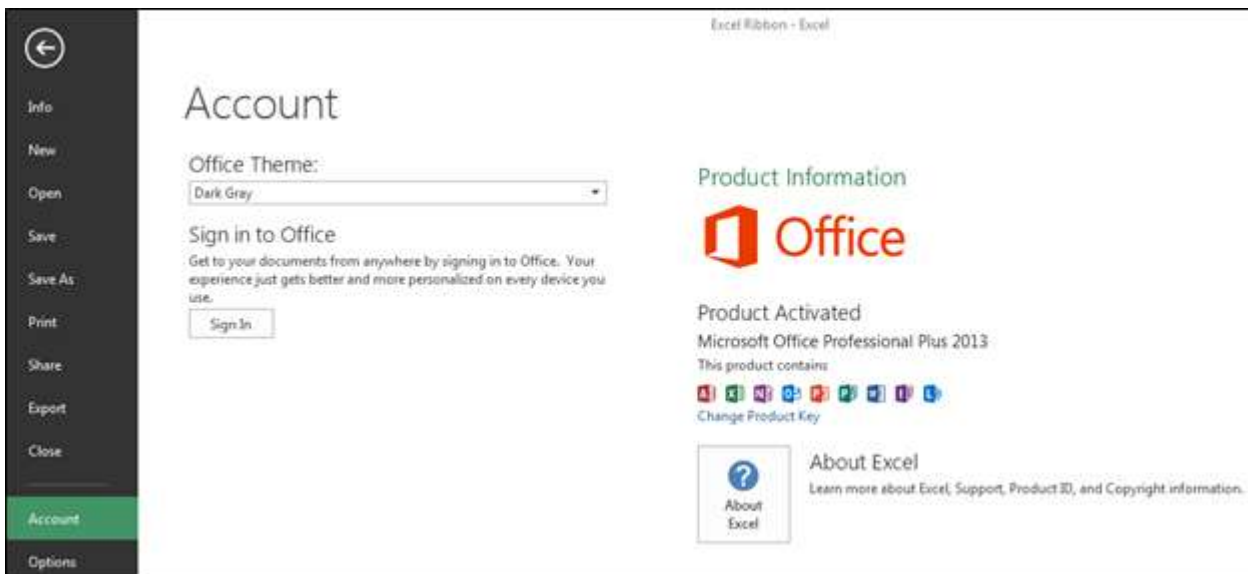 Excel Ribbon - Excel
Info
New
Open
Save
Save As
Print
Share
Export
Close
Account
Options
Account
Office Theme:
Dark Gray
Sign in to Office
Get to your documents from anywhere by signing in to Office. Your
experience just gets better and more personalized on every device you
use.
Sign In
Product Information
Office
Product Activated
Microsoft Office Professional Plus 2013
This product contains
Change Product Key
About
Excel
About Excel
Learn more about Excel, Support, Product ID, and Copyright information.